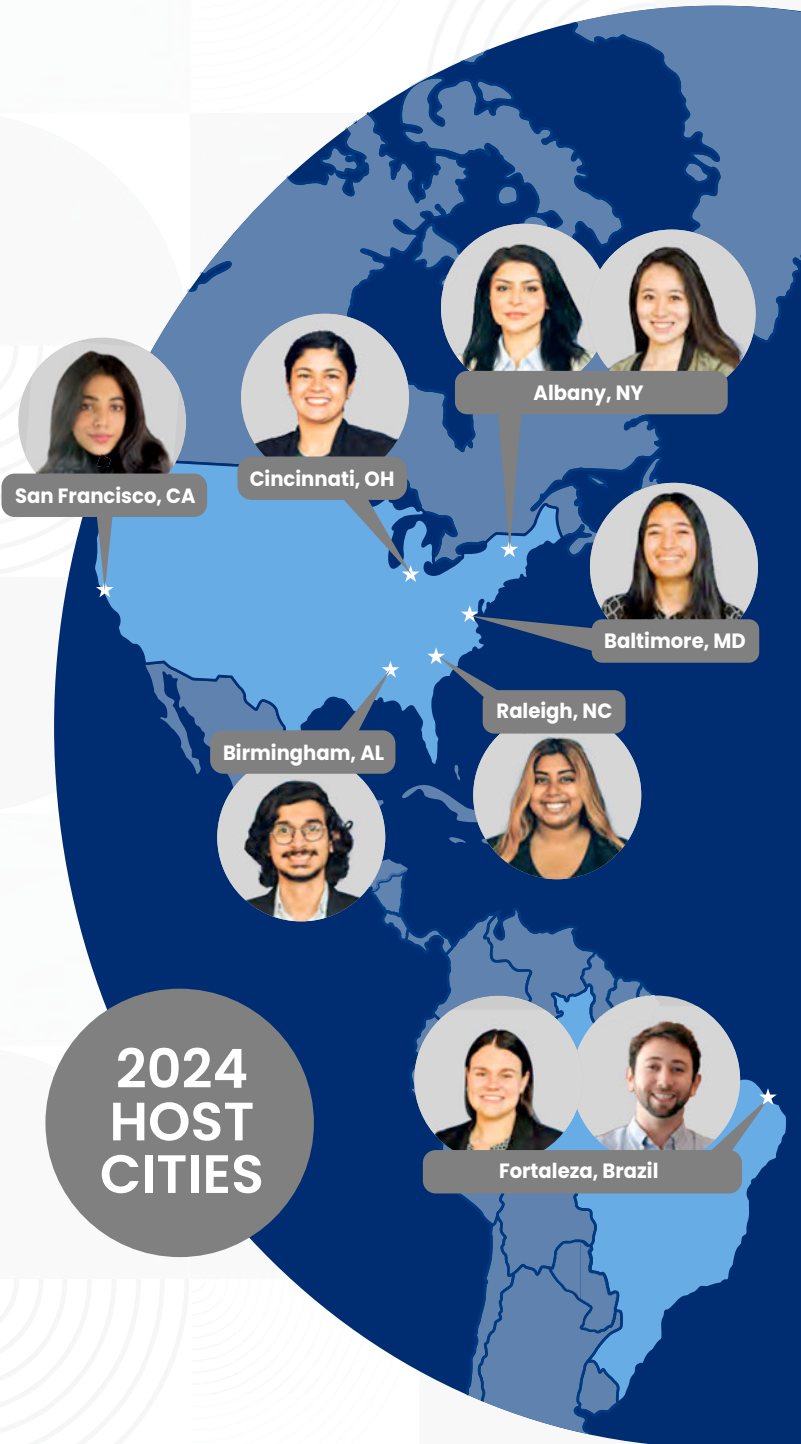 Albany, NY
Cincinnati, OH
San Francisco, CA
Baltimore, MD
Raleigh, NC
Birmingham, AL
2024
HOST
CITIES
Fortaleza, Brazil